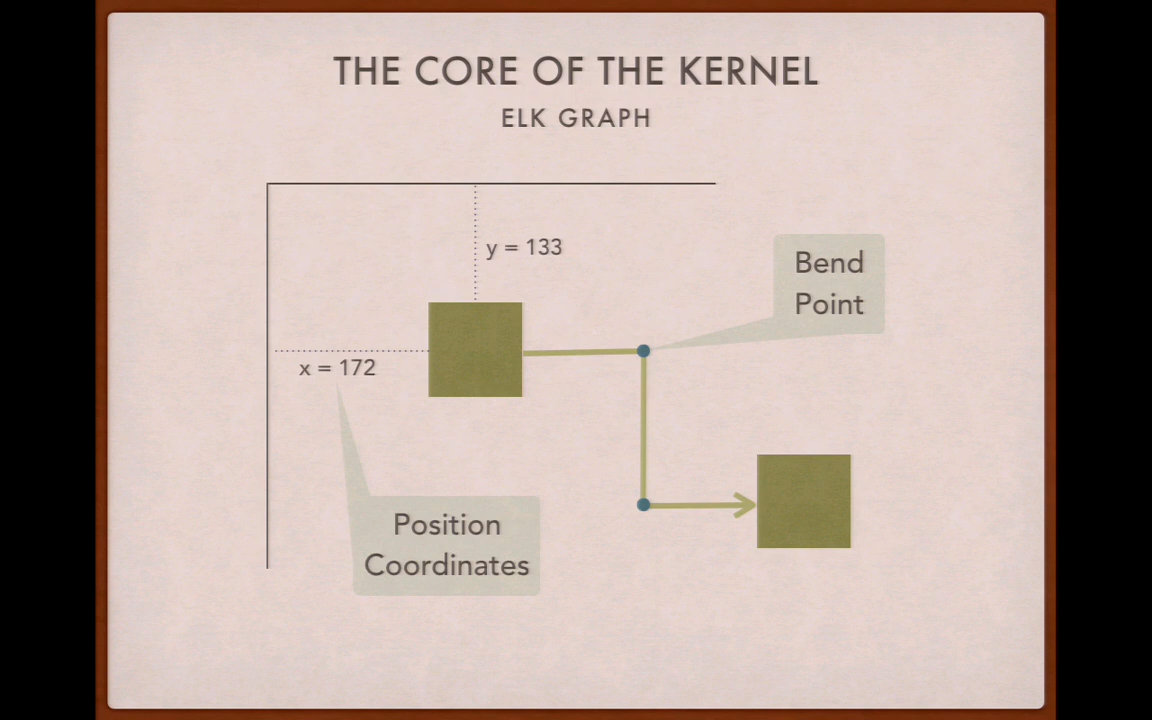 THE CORE OF THE KERNEL
ELK GRAPH
y = 133
Bend
Point
x = 172
Position
Coordinates